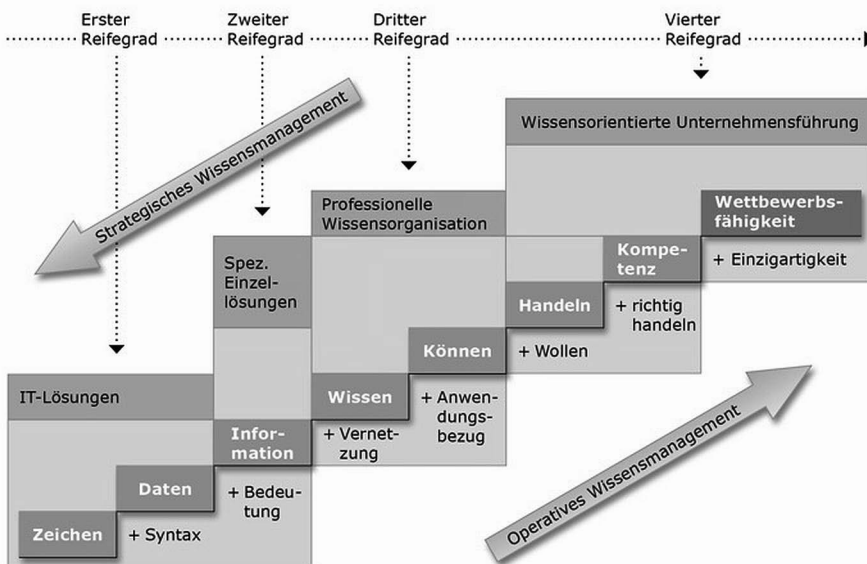 Erster
Reifegrad
Zweiter
Reifegrad
Dritter
Reifegrad
Vierter
Reifegrad
Strategisches Wissensmanagement
Wissensorientierte Unternehmensführung
Professionelle
Wissensorganisation
Wettbewerbs-
fähigkeit
Spez.
Einzel-
lösungen
Kompe-
tenz
+ Einzigartigkeit
Handeln
+ richtig
handeln
Können
+ Wollen
IT-Lösungen
Wissen
+ Anwen-
dungs-
bezug
Infor-
mation
+ Vernet-
zung
Operatives Wissensmanagement
Daten
+ Bedeu-
tung
Zeichen
+ Syntax